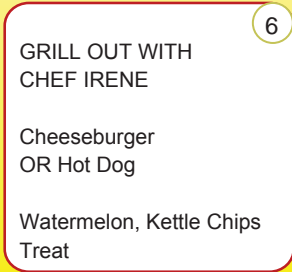 6
GRILL OUT WITH
CHEF IRENE
Cheeseburger
OR Hot Dog
Watermelon, Kettle Chips
Treat